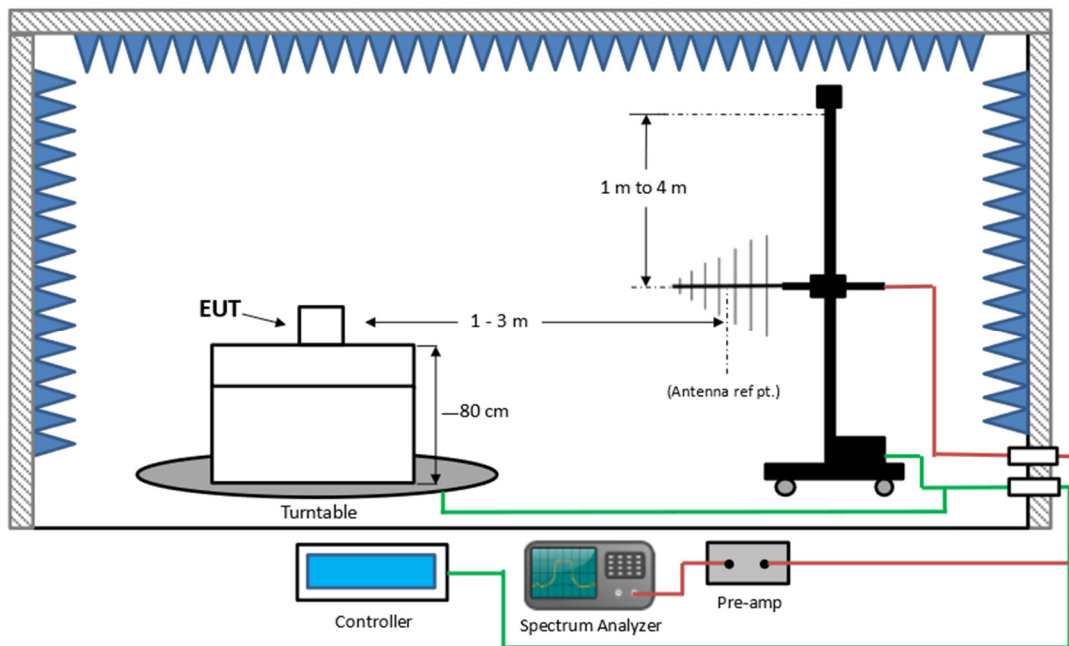 1 m to 4 m
EUT
1 - 3 m
(Antenna ref pt.)
80 cm
Turntable
Controller
Spectrum Analyzer
Pre-amp